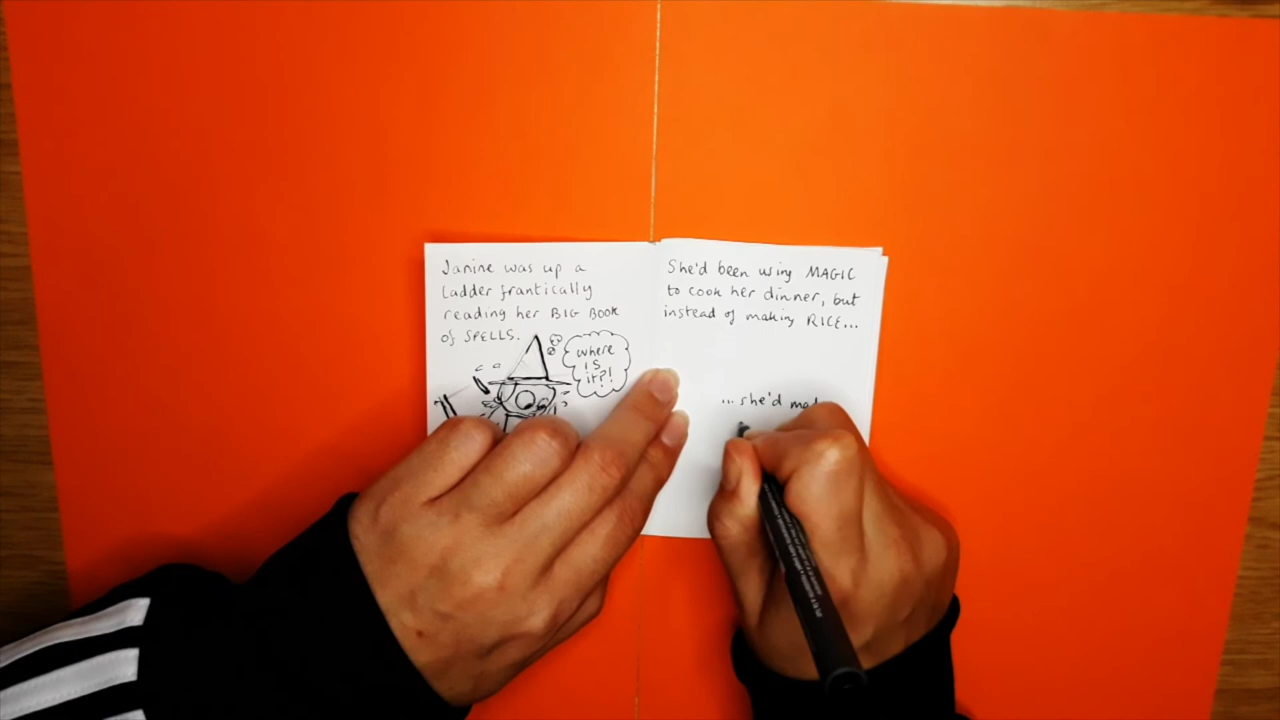 Janine was up a
ladder frantically
reading her BIG BOOK
of SPELLS.
where
is
it?!
She'd been using MAGIC
to cook her dinner, but
instead of making RICE...
...she'd